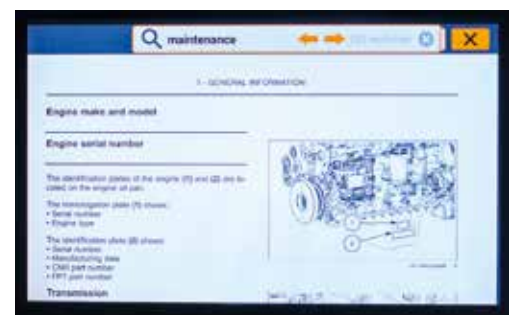 maintenance
1 - GENERAL INFORMATION
Engine make and model
Engine serial number
The identification plates of the engine (1) and (2) are lo-
cated on the engine oil pan.
The homologation plate (1) shows:
• Serial number
• Engine type
The identification plate (2) shows:
• Serial number
• Manufacturing date
• CNH part number
• FPT part number
Transmission